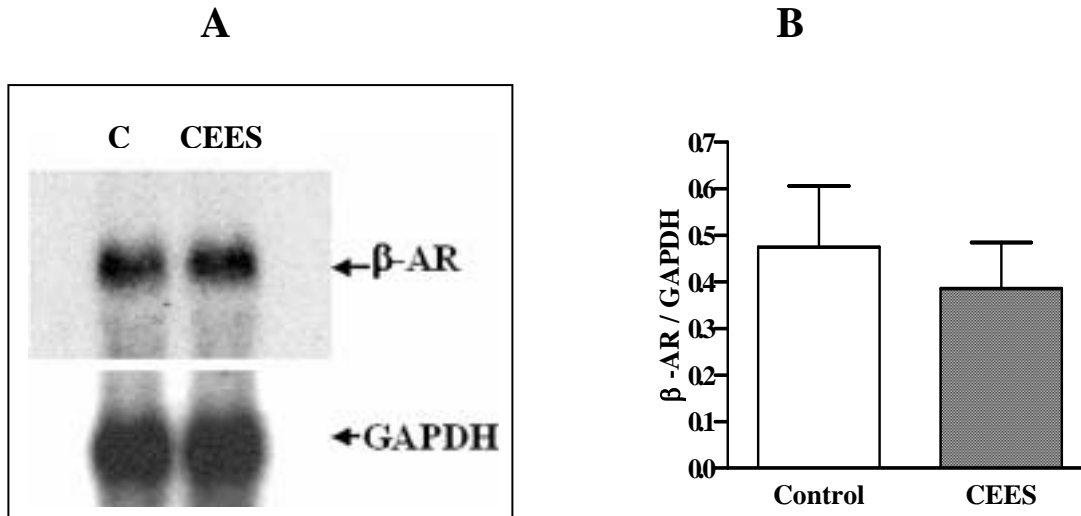 A
B
C CEES
β-AR
GAPDH
β -AR / GAPDH
0.7
0.6
0.5
0.4
0.3
0.2
0.1
0.0
Control CEES